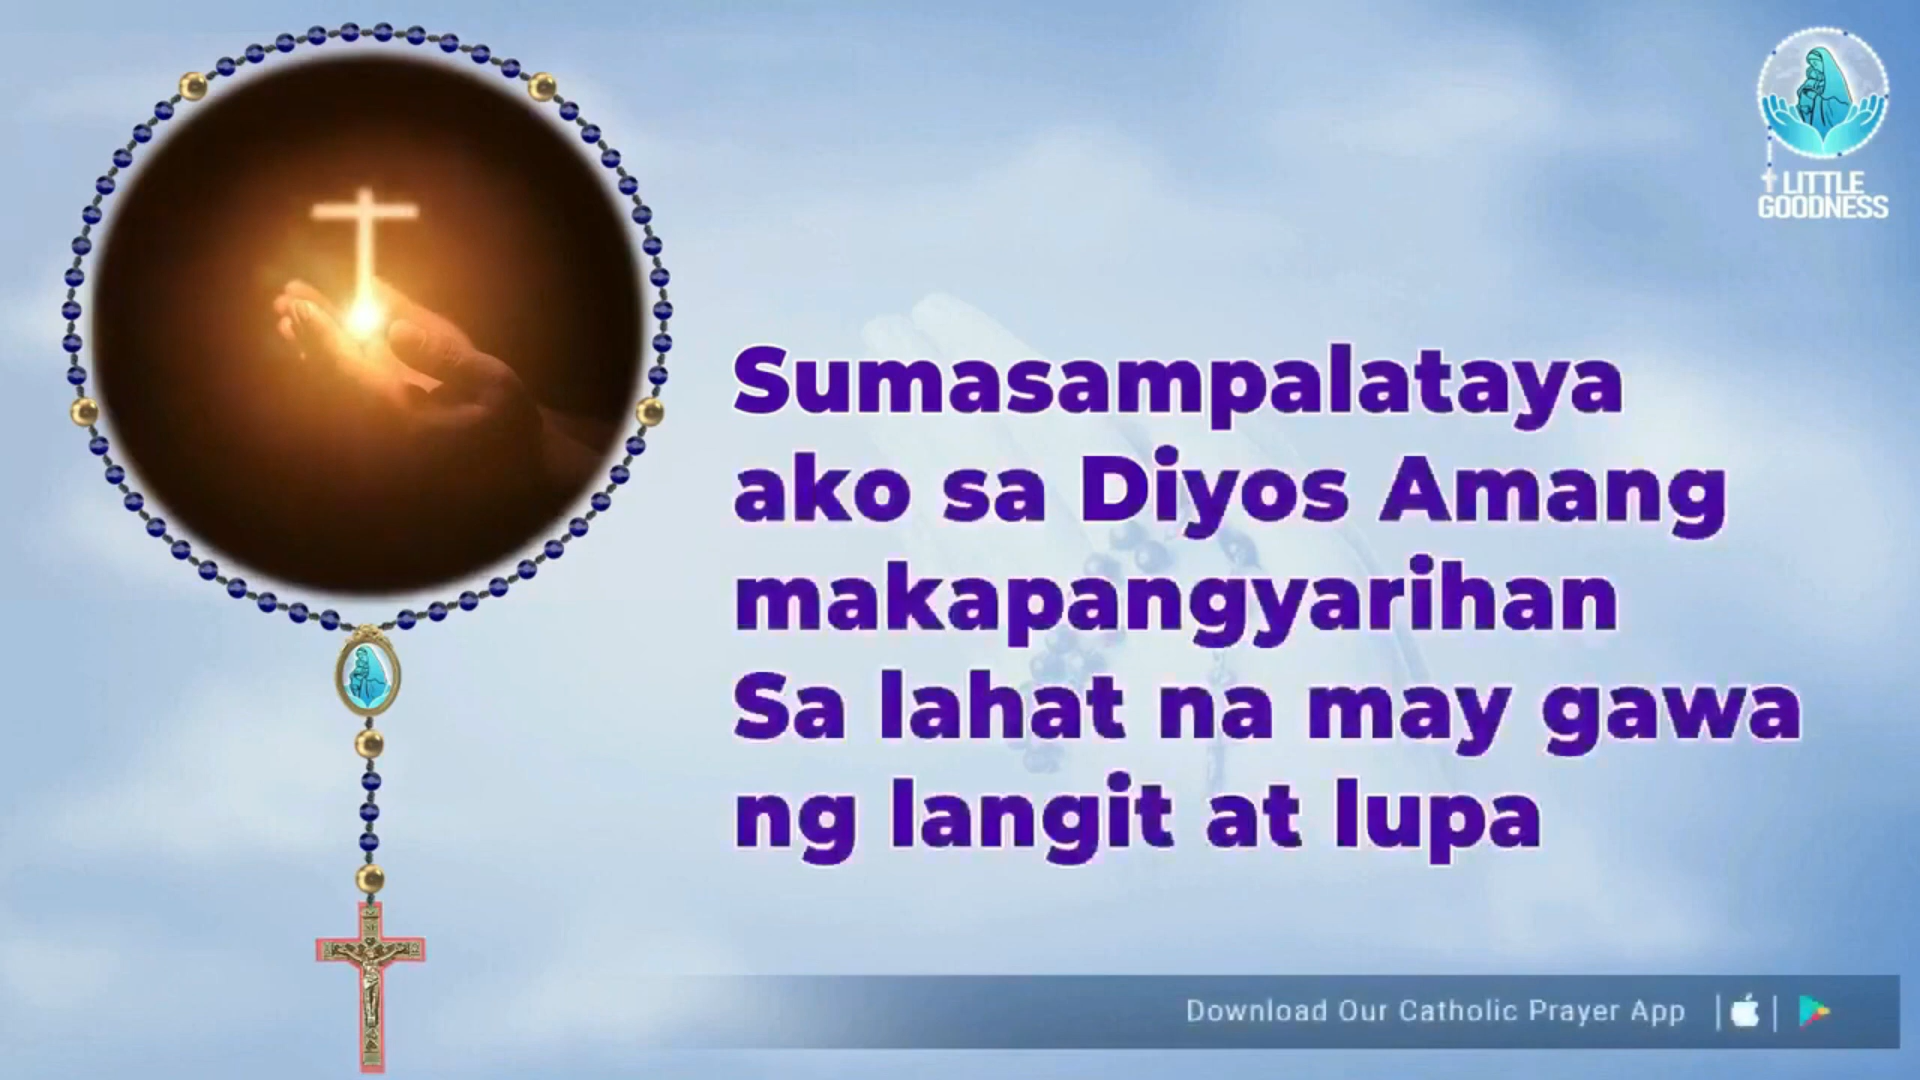 LITTLE
GOODNESS
Sumasampalataya
ako sa Diyos Amang
makapangyarihan
Sa lahat na may gawa
ng langit at lupa
Download Our Catholic Prayer App